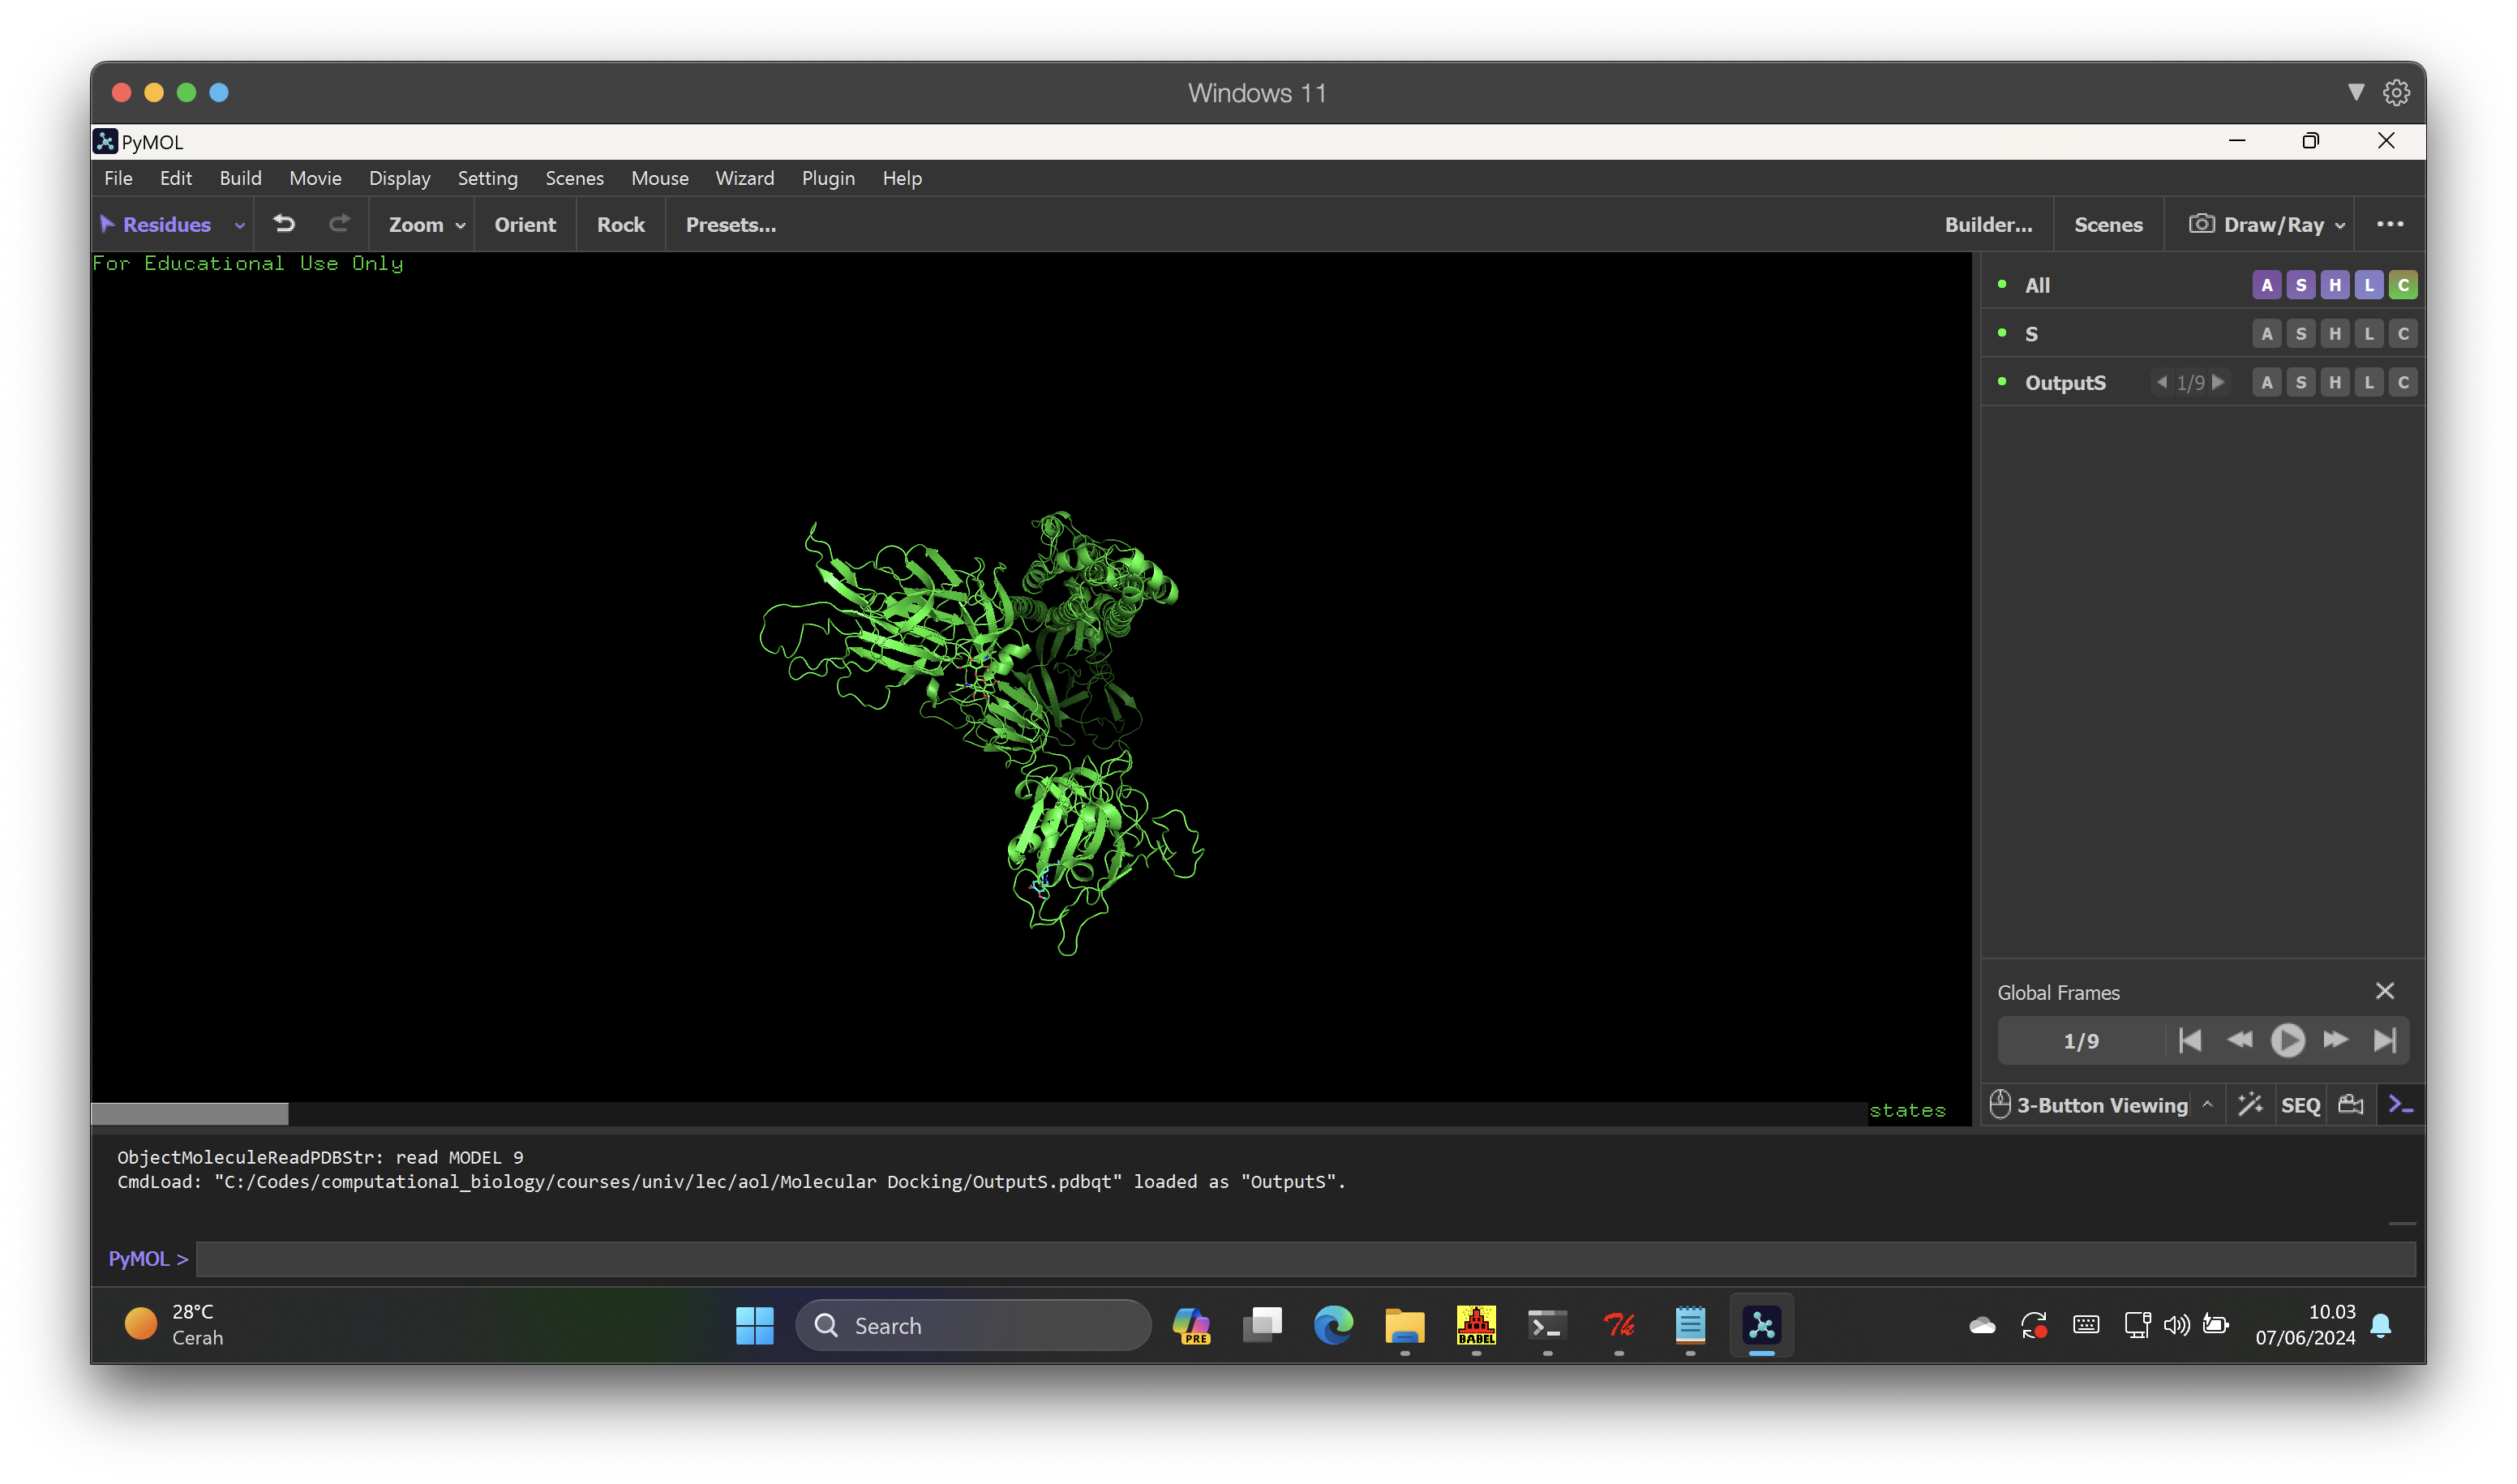 Windows 11
PyMOL
File Edit Build Movie Display Setting Scenes Mouse Wizard Plugin Help
Residues Zoom Orient Rock Presets... Builder... Scenes Draw/Ray
For Educational Use Only
All A S H L C
S A S H L C
OutputS 1/9 A S H L C
Global Frames
1/9
states
3-Button Viewing SEQ
ObjectMoleculeReadPDBStr: read MODEL 9
CmdLoad: "C:/Codes/computational_biology/courses/univ/lec/aol/Molecular Docking/OutputS.pdbqt" loaded as "OutputS".
PyMOL >
28°C
Cerah
Search
PRE
BABEL
Tk
10.03
07/06/2024